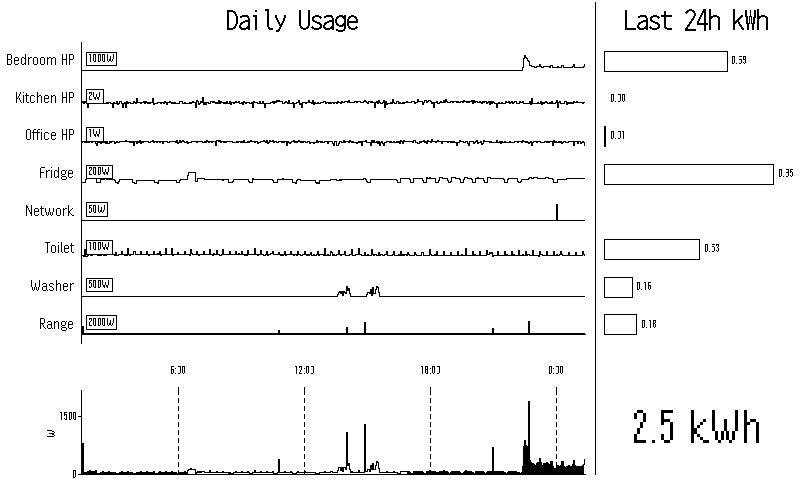 Daily Usage
Last 24h kWh
Bedroom HP 1000W 0.69
Kitchen HP 2W 0.00
Office HP 1W 0.01
Fridge 200W 0.95
Network 50W
Toilet 100W 0.53
Washer 500W 0.16
Range 2000W 0.18
6:00 12:00 18:00 0:00
1500
W
0
2.5 kWh